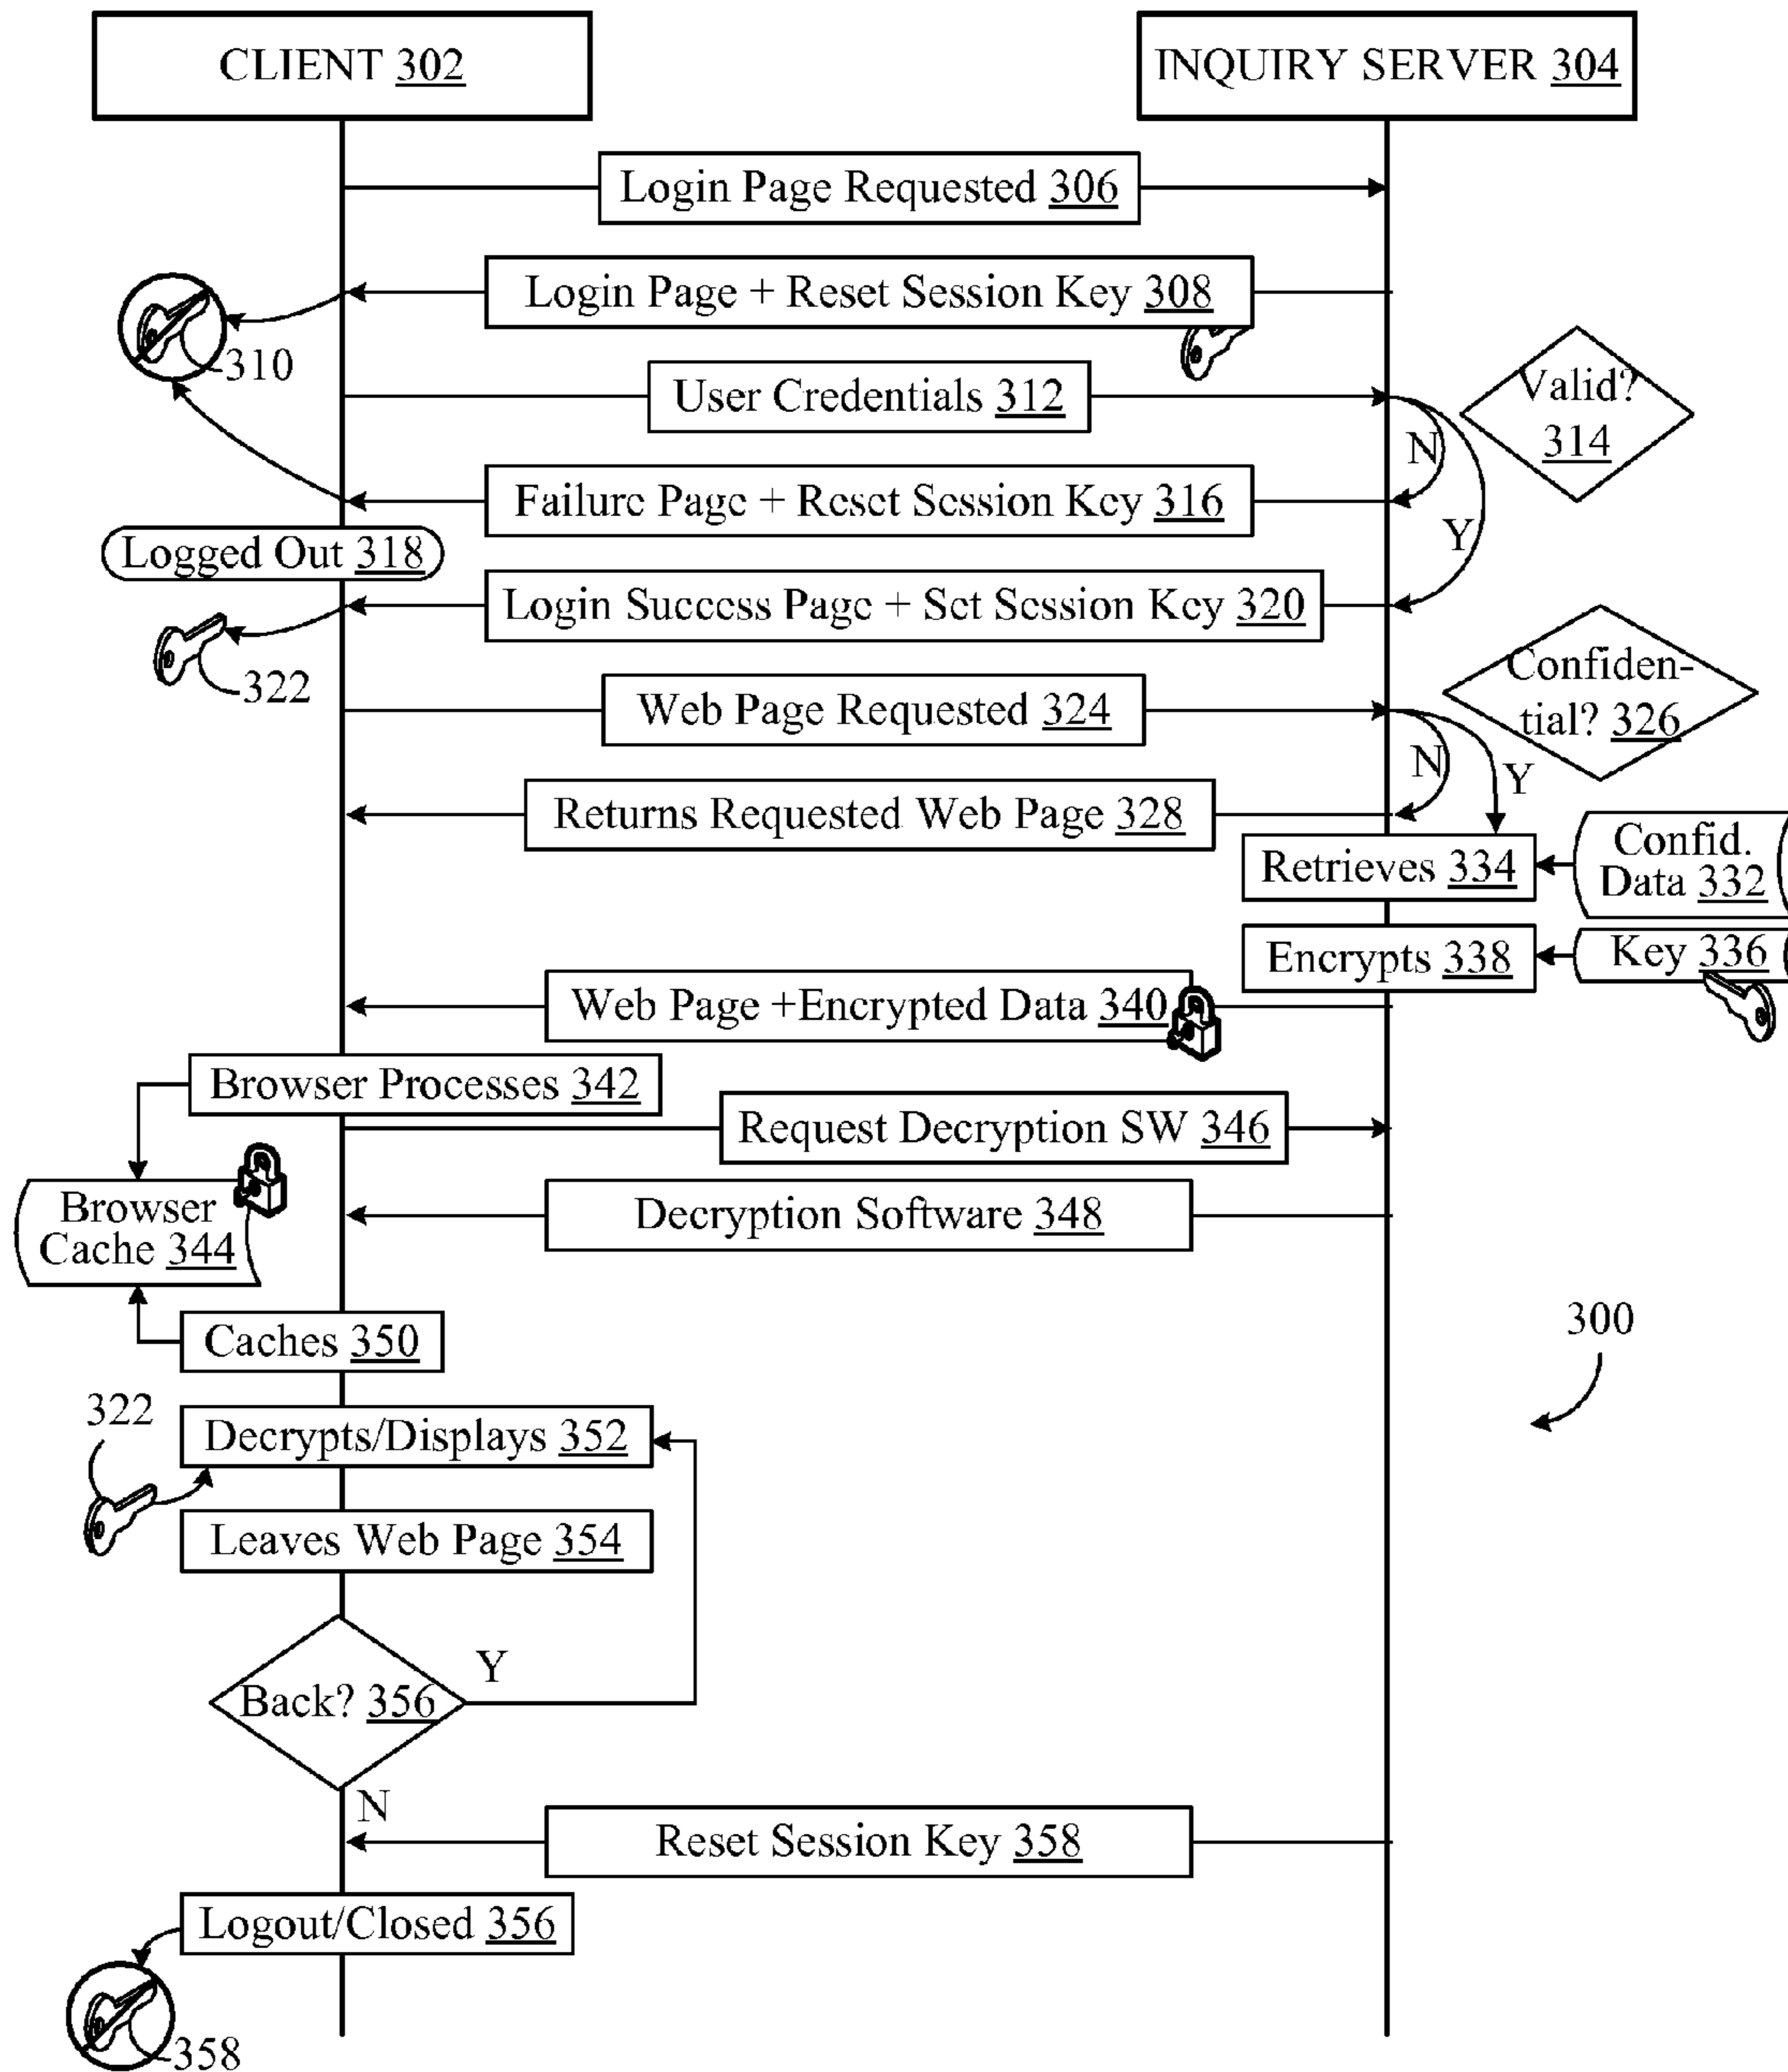 CLIENT 302
INQUIRY SERVER 304
Login Page Requested 306
Login Page + Reset Session Key 308
310
User Credentials 312
Valid?
314
N
Failure Page + Reset Session Key 316
Y
Logged Out 318
Login Success Page + Set Session Key 320
322
Confiden-
tial? 326
Web Page Requested 324
N
Y
Returns Requested Web Page 328
Confid.
Data 332
Retrieves 334
Key 336
Encrypts 338
Web Page +Encrypted Data 340
Browser Processes 342
Request Decryption SW 346
Browser
Cache 344
Decryption Software 348
Caches 350
300
322
Decrypts/Displays 352
Leaves Web Page 354
Y
Back? 356
N
Reset Session Key 358
Logout/Closed 356
358